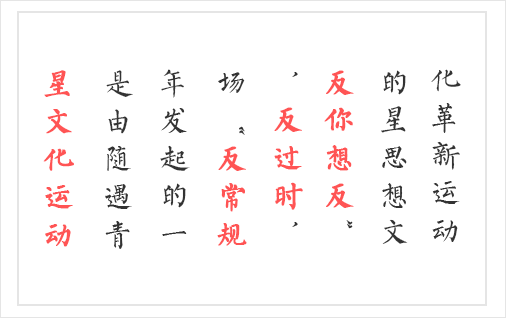 星文化运动
是由随遇青
年发起的一
场“反常规
，反过时，
反你想反”
的星思想文
化革新运动